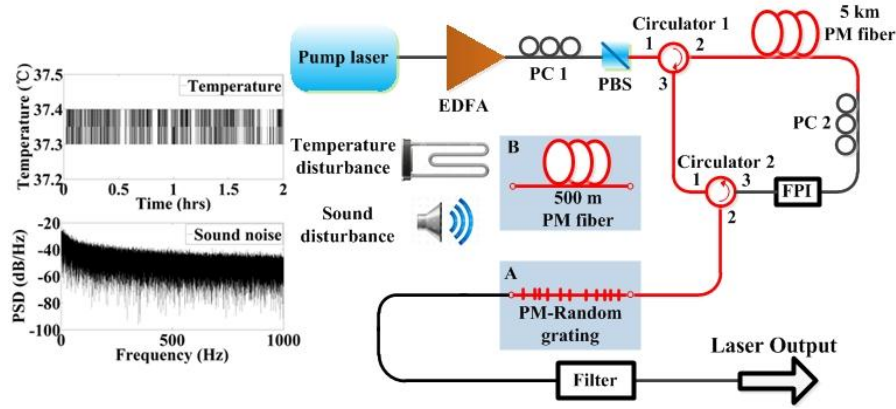 Temperature
Temperature (℃)
37.4
37.4
37.3
37.3
37.2
0
0.5
1
1.5
2
Time (hrs)
Sound noise
PSD (dB/Hz)
-20
-40
-60
-80
-100
0
500
1000
Frequency (Hz)
Pump laser
EDFA
PC 1
PBS
Circulator 1
1
2
3
5 km
PM fiber
PC 2
Circulator 2
1
3
2
FPI
Temperature
disturbance
Sound
disturbance
B
500 m
PM fiber
A
PM-Random
grating
Filter
Laser Output